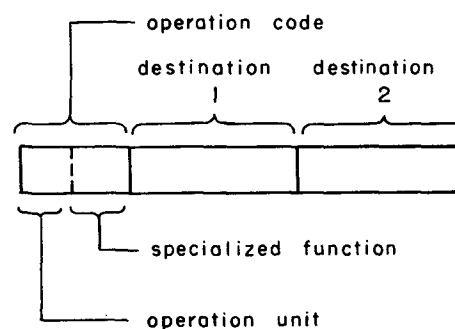 operation code
destination
1
destination
2
specialized function
operation unit